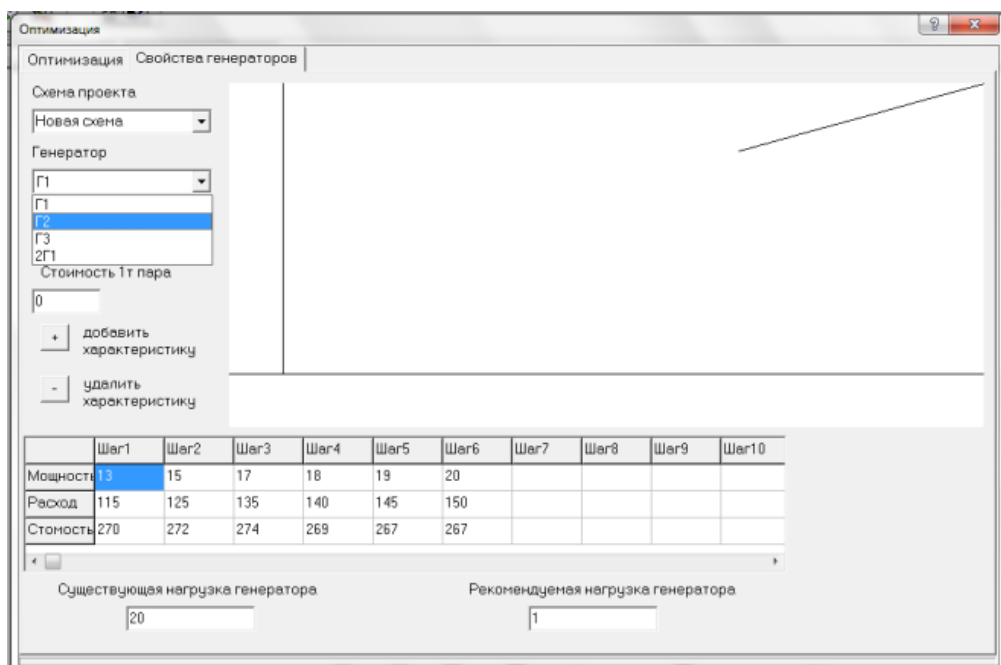 Оптимизация
Оптимизация Свойства генераторов
Схема проекта
Новая схема
Генератор
Г1
Г1
Г2
Г3
2Г1
Стоимость 1т пара
0
+ добавить
характеристику
- удалить
характеристику
Шаг1 Шаг2 Шаг3 Шаг4 Шаг5 Шаг6 Шаг7 Шаг8 Шаг9 Шаг10
Мощность 13 15 17 18 19 20
Расход 115 125 135 140 145 150
Стомость 270 272 274 269 267 267
Существующая нагрузка генератора Рекомендуемая нагрузка генератора
20 1